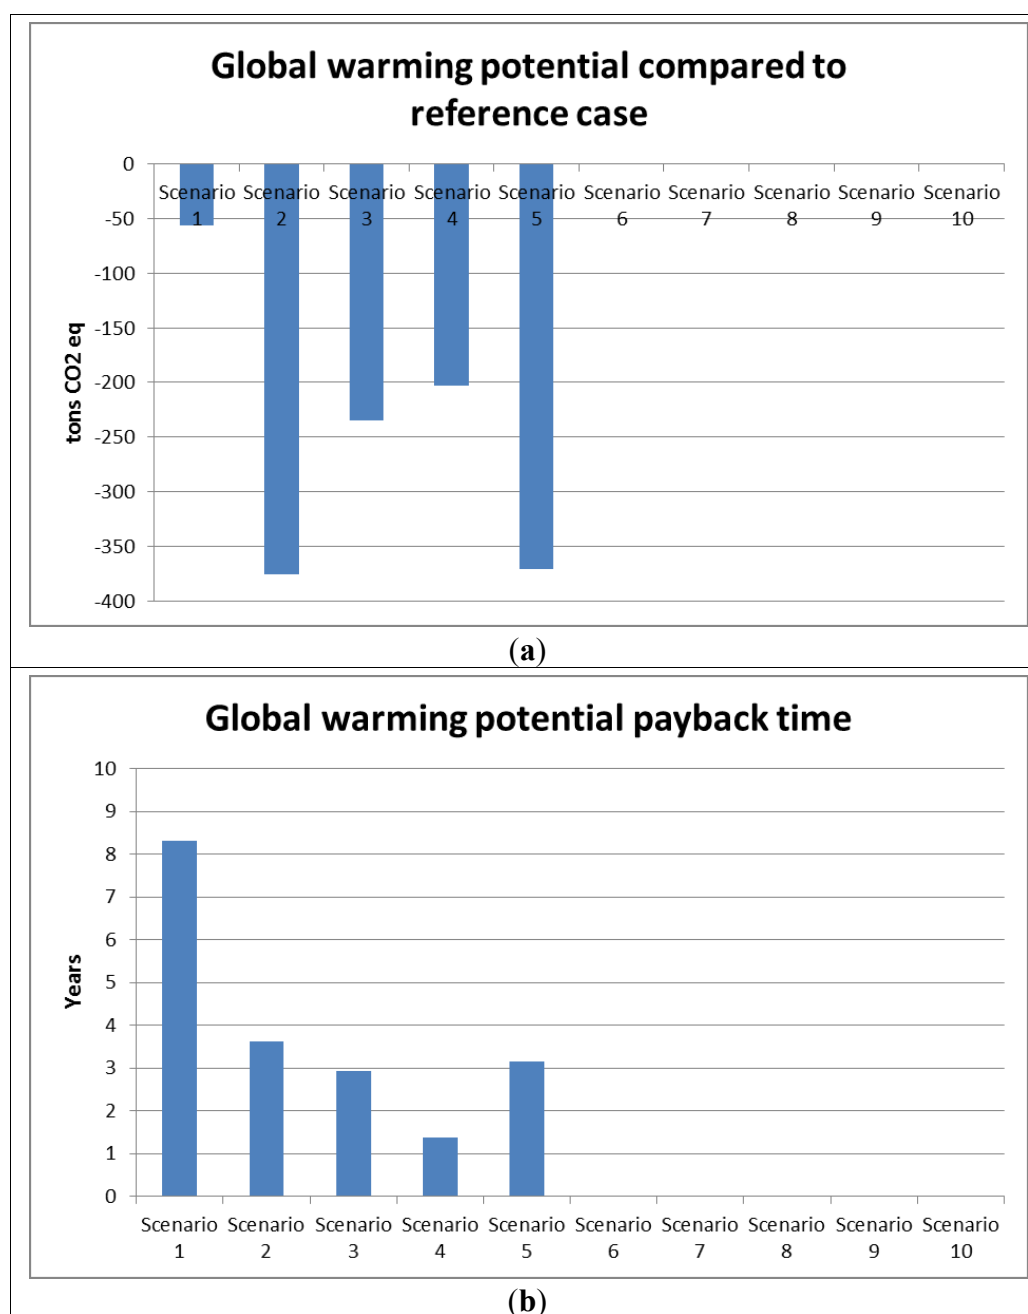 Global warming potential compared to
reference case
0
-50
-100
-150
-200
-250
-300
-350
-400
tons CO2 eq
Scenario Scenario Scenario Scenario Scenario Scenario Scenario Scenario Scenario Scenario
1 2 3 4 5 6 7 8 9 10
(a)
Global warming potential payback time
10
9
8
7
6
5
4
3
2
1
0
Years
Scenario Scenario Scenario Scenario Scenario Scenario Scenario Scenario Scenario Scenario
1 2 3 4 5 6 7 8 9 10
(b)